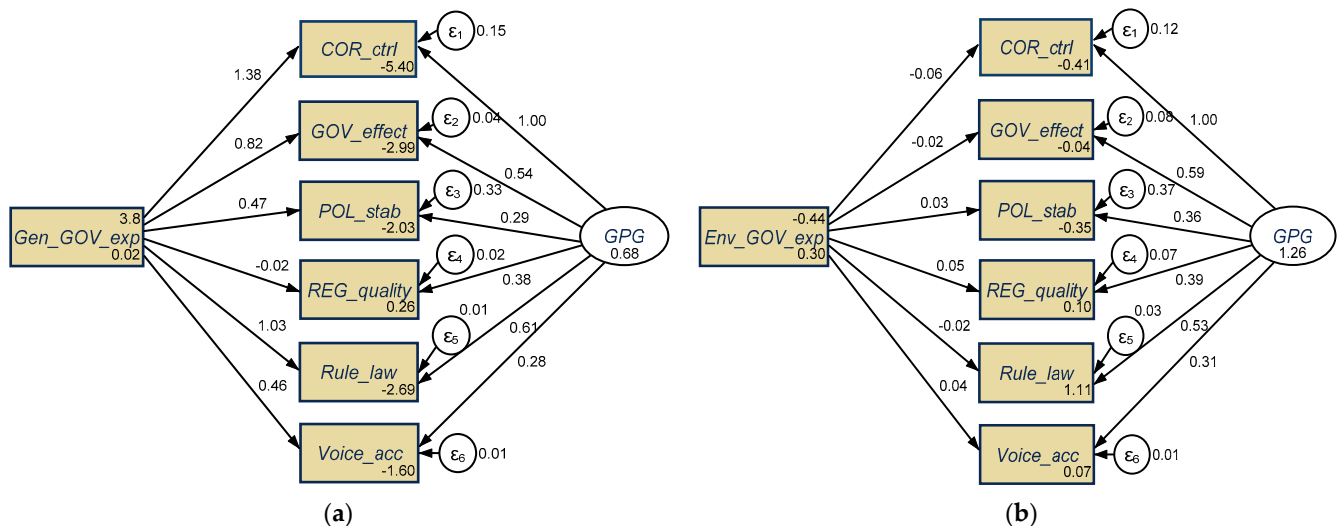 ε1 0.15
COR_ctrl
-5.40
1.38
1.00
ε2 0.04
GOV_effect
-2.99
0.82
0.54
ε3 0.33
POL_stab
-2.03
0.47
0.29
3.8
Gen_GOV_exp
0.02
GPG
0.68
ε4 0.02
REG_quality
0.26
-0.02
0.38
0.01
ε5
Rule_law
-2.69
1.03
0.61
0.28
0.46
Voice_acc
-1.60
ε6 0.01
(a)
ε1 0.12
COR_ctrl
-0.41
-0.06
1.00
ε2 0.08
GOV_effect
-0.04
-0.02
0.59
ε3 0.37
POL_stab
-0.35
0.03
0.36
-0.44
Env_GOV_exp
0.30
GPG
1.26
ε4 0.07
REG_quality
0.10
0.05
0.39
0.03
ε5
Rule_law
1.11
-0.02
0.53
0.31
0.04
Voice_acc
0.07
ε6 0.01
(b)